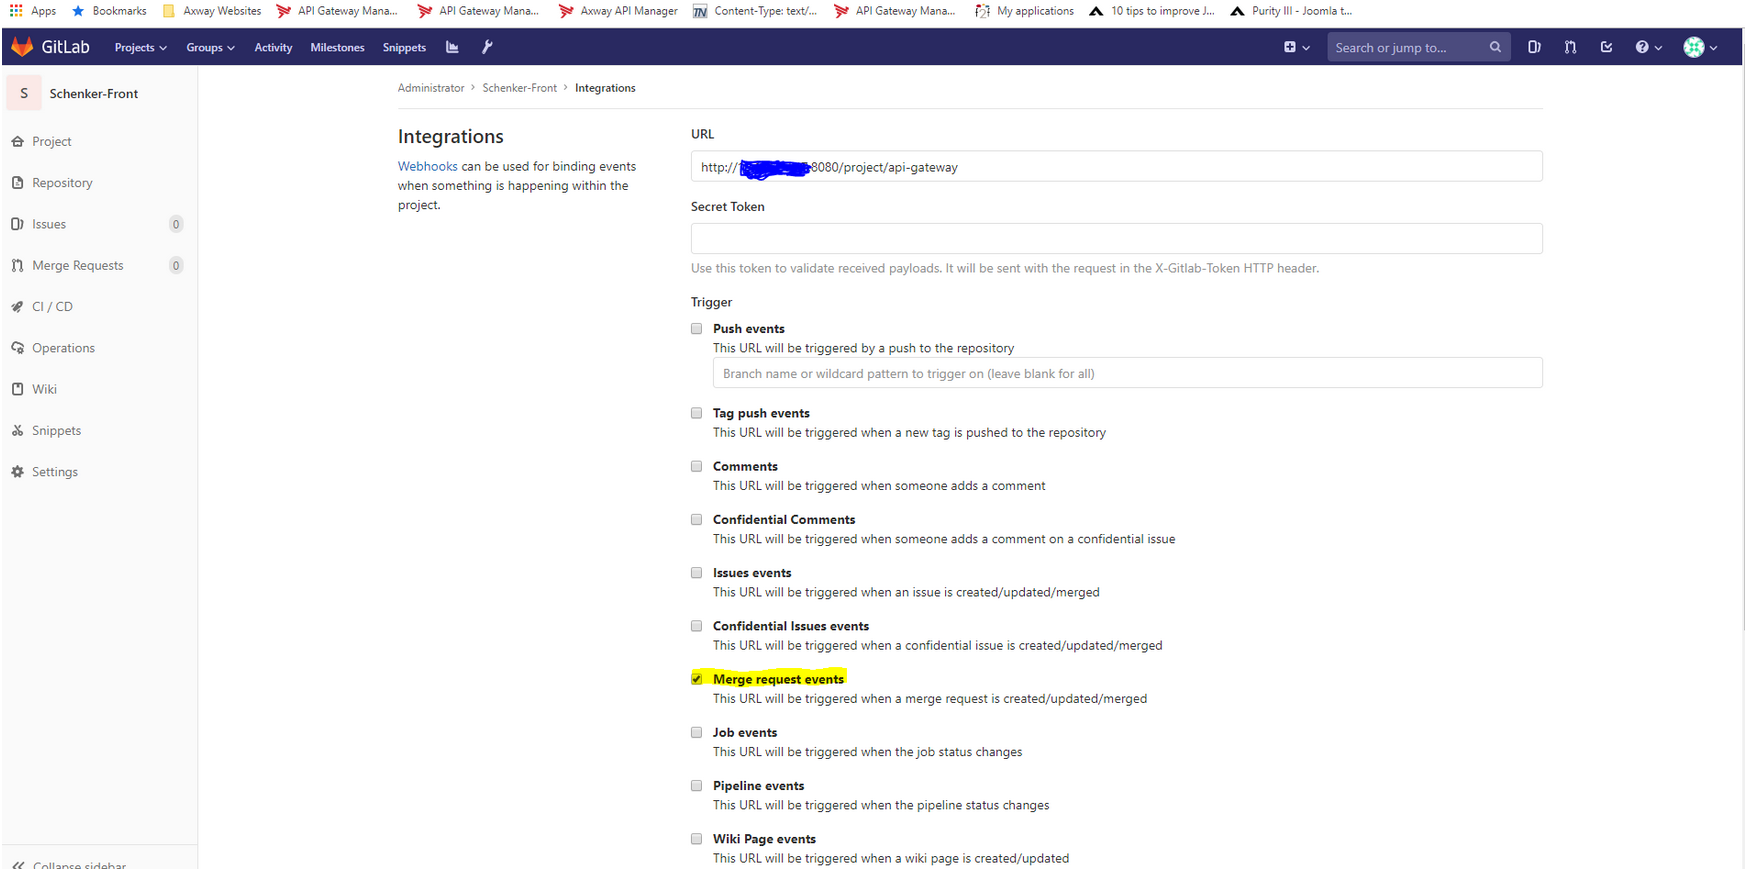 Apps Bookmarks Axway Websites API Gateway Mana... API Gateway Mana... Axway API Manager TN Content-Type: text/... API Gateway Mana... My applications 10 tips to improve J... Purity III - Joomla t...
GitLab Projects Groups Activity Milestones Snippets Search or jump to...
S Schenker-Front
Project
Repository
Issues 0
Merge Requests 0
CI / CD
Operations
Wiki
Snippets
Settings
Collapse sidebar
Administrator > Schenker-Front > Integrations
Integrations
Webhooks can be used for binding events
when something is happening within the
project.
URL
http:// 8080/project/api-gateway
Secret Token
Use this token to validate received payloads. It will be sent with the request in the X-Gitlab-Token HTTP header.
Trigger
Push events
This URL will be triggered by a push to the repository
Branch name or wildcard pattern to trigger on (leave blank for all)
Tag push events
This URL will be triggered when a new tag is pushed to the repository
Comments
This URL will be triggered when someone adds a comment
Confidential Comments
This URL will be triggered when someone adds a comment on a confidential issue
Issues events
This URL will be triggered when an issue is created/updated/merged
Confidential Issues events
This URL will be triggered when a confidential issue is created/updated/merged
Merge request events
This URL will be triggered when a merge request is created/updated/merged
Job events
This URL will be triggered when the job status changes
Pipeline events
This URL will be triggered when the pipeline status changes
Wiki Page events
This URL will be triggered when a wiki page is created/updated